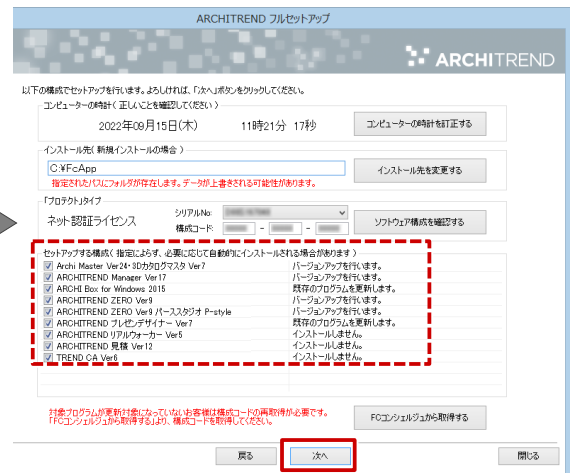 ARCHITREND フルセットアップ
ARCHITREND
以下の構成でセットアップを行います。よろしければ、「次へ」ボタンをクリックしてください。
コンピューターの時計( 正しいことを確認してください )
2022年09月15日(木) 11時21分 17秒 コンピューターの時計を訂正する
インストール先( 新規インストールの場合 )
C:¥FcApp インストール先を変更する
指定されたパスにフォルダが存在します。データが上書きされる可能性があります。
「プロテクト」タイプ
ネット認証ライセンス シリアルNo: ソフトウェア構成を確認する
構成コード: - -
セットアップする構成( 指定によらず、必要に応じて自動的にインストールされる場合があります )
Archi Master Ver24・3Dカタログマスタ Ver7 バージョンアップを行います。
ARCHITREND Manager Ver17 バージョンアップを行います。
ARCHI Box for Windows 2015 既存のプログラムを更新します。
ARCHITREND ZERO Ver9 バージョンアップを行います。
ARCHITREND ZERO Ver9 パーススタジオ P-style バージョンアップを行います。
ARCHITREND プレゼンデザイナー Ver7 既存のプログラムを更新します。
ARCHITREND リアルウォーカー Ver5 インストールしません。
ARCHITREND 見積 Ver12 インストールしません。
TREND CA Ver6 インストールしません。
対象プログラムが更新対象になっていないお客様は構成コードの再取得が必要です。
「FCコンシェルジュから取得する」より、構成コードを取得してください。 FCコンシェルジュから取得する
戻る 次へ 閉じる